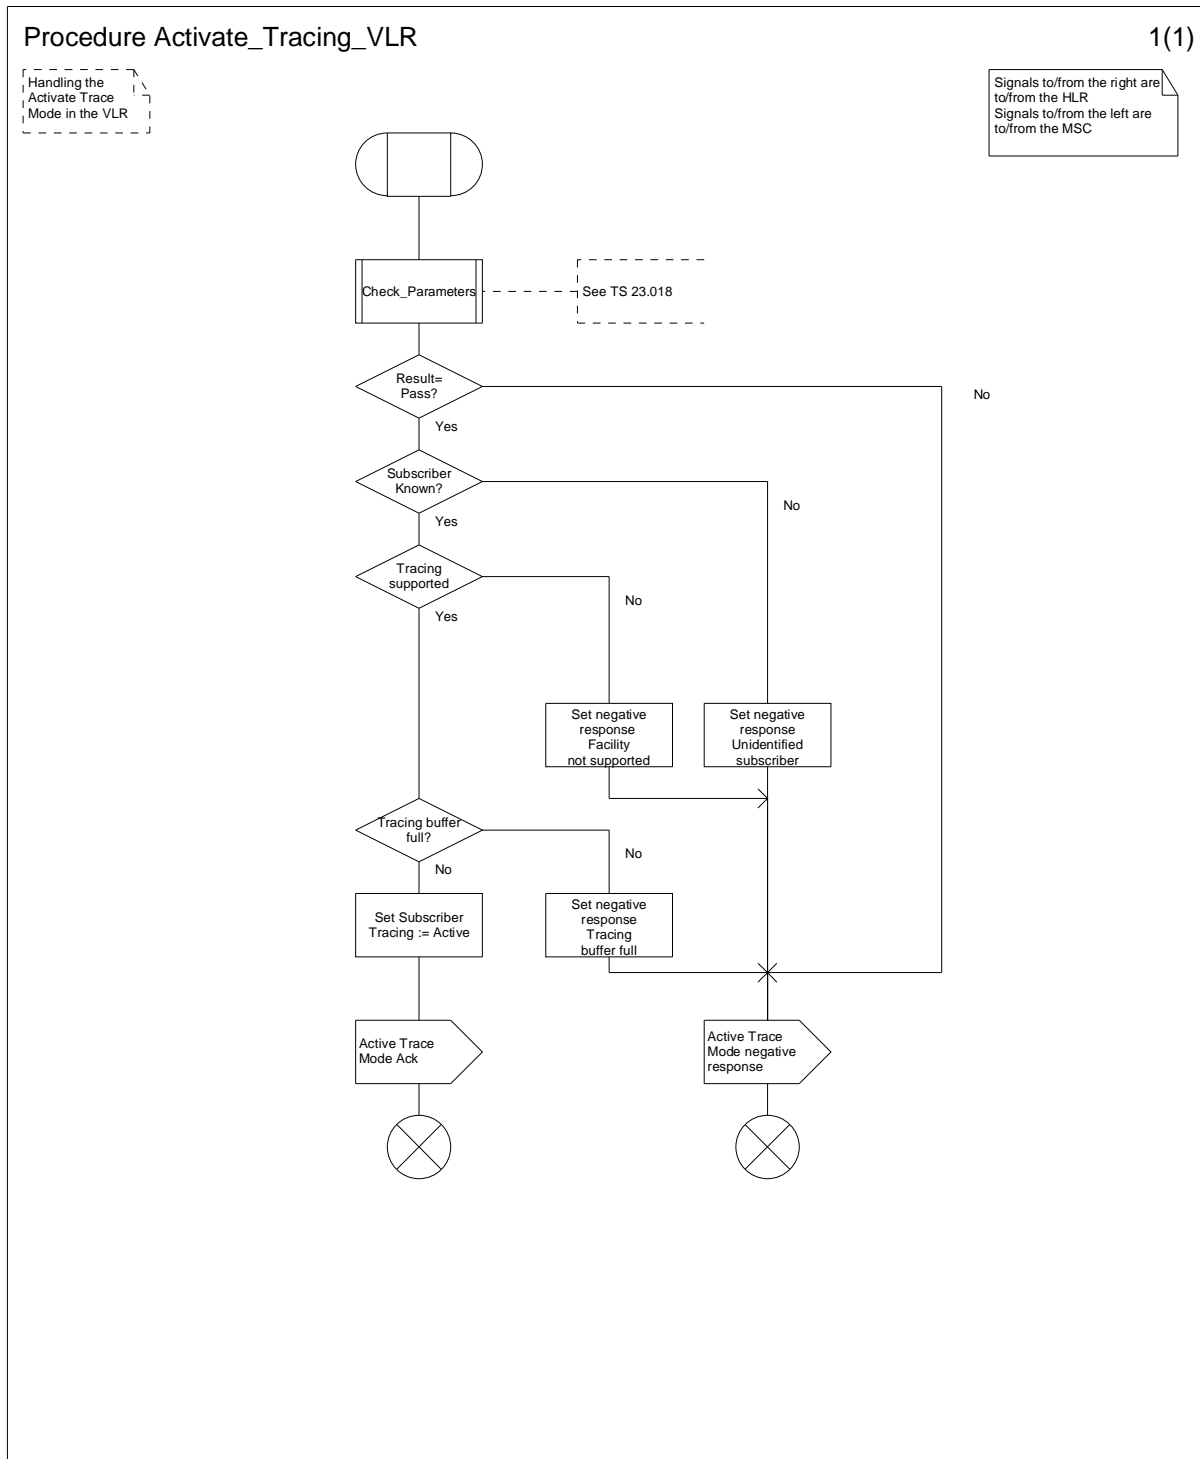 Procedure Activate_Tracing_VLR
1(1)
Handling the
Activate Trace
Mode in the VLR
Signals to/from the right are
to/from the HLR
Signals to/from the left are
to/from the MSC
Check_Parameters
See TS 23.018
Result=
Pass?
No
Yes
Subscriber
Known?
No
Yes
Tracing
supported
No
Yes
Set negative
response
Facility
not supported
Set negative
response
Unidentified
subscriber
Tracing buffer
full?
No
No
Set Subscriber
Tracing := Active
Set negative
response
Tracing
buffer full
Active Trace
Mode Ack
Active Trace
Mode negative
response